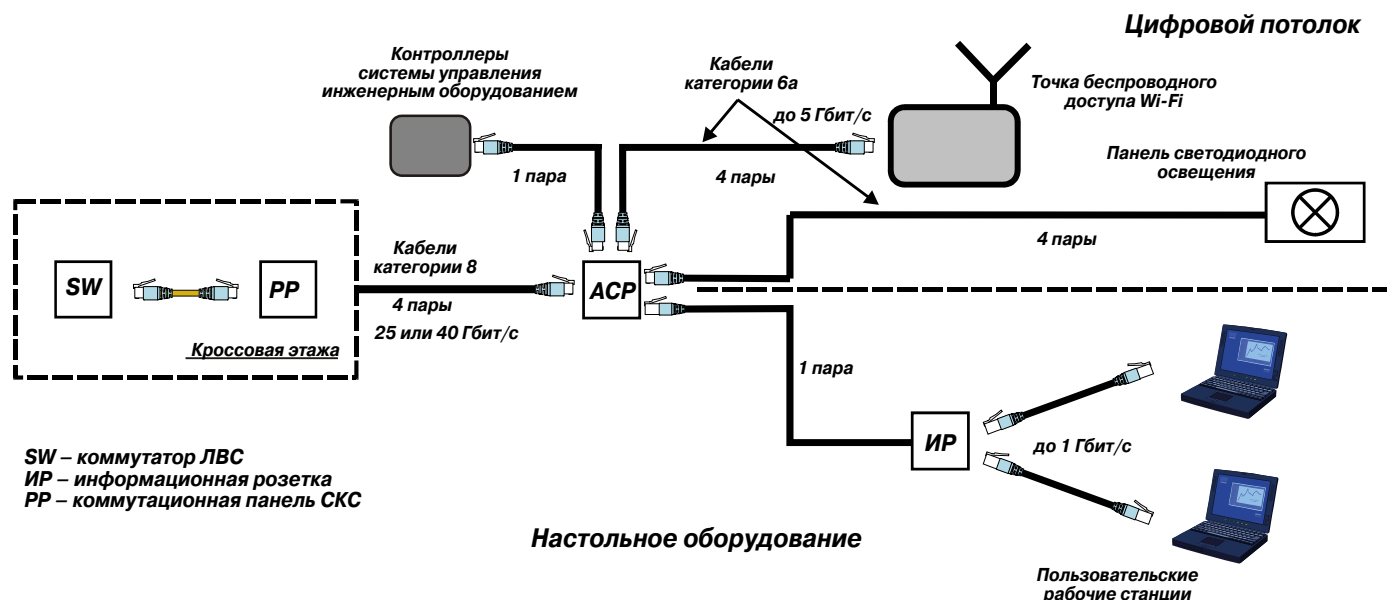 Цифровой потолок
Контроллеры
системы управления
инженерным оборудованием
Кабели
категории 6а
до 5 Гбит/с
Точка беспроводного
доступа Wi-Fi
1 пара
4 пары
Панель светодиодного
освещения
4 пары
Кабели
категории 8
SW
PP
ACP
4 пары
25 или 40 Гбит/с
Кроссовая этажа
1 пара
ИР
до 1 Гбит/с
SW – коммутатор ЛВС
ИР – информационная розетка
PP – коммутационная панель СКС
Настольное оборудование
Пользовательские
рабочие станции